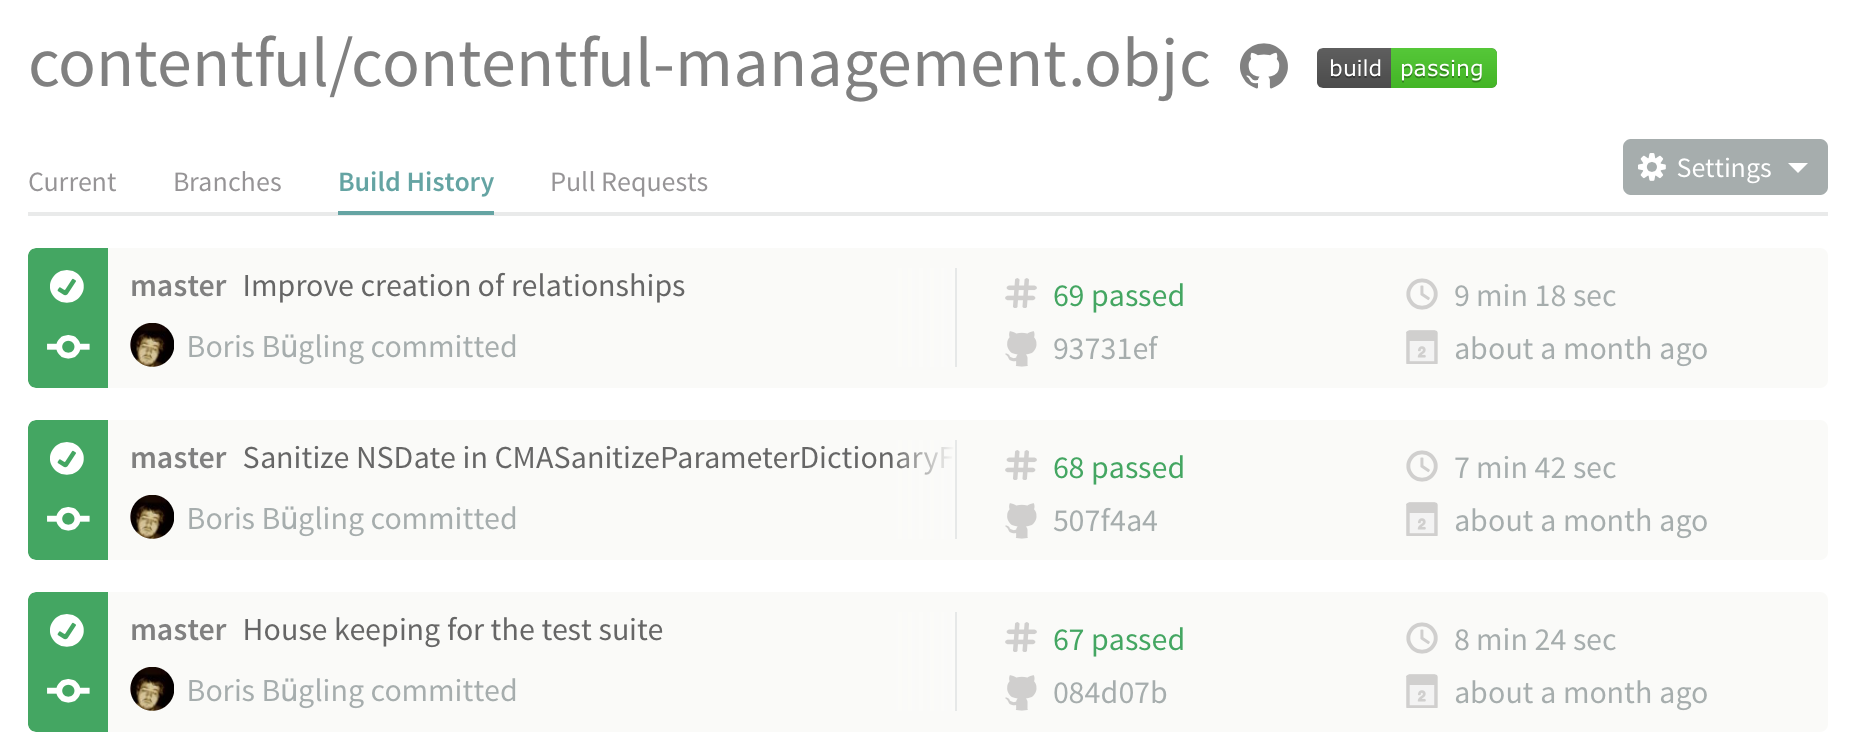 contentful/contentful-management.objc build passing
Current Branches Build History Pull Requests Settings
master Improve creation of relationships # 69 passed 9 min 18 sec
Boris Bügling committed 93731ef 2 about a month ago
master Sanitize NSDate in CMASanitizeParameterDictionaryF # 68 passed 7 min 42 sec
Boris Bügling committed 507f4a4 2 about a month ago
master House keeping for the test suite # 67 passed 8 min 24 sec
Boris Bügling committed 084d07b 2 about a month ago